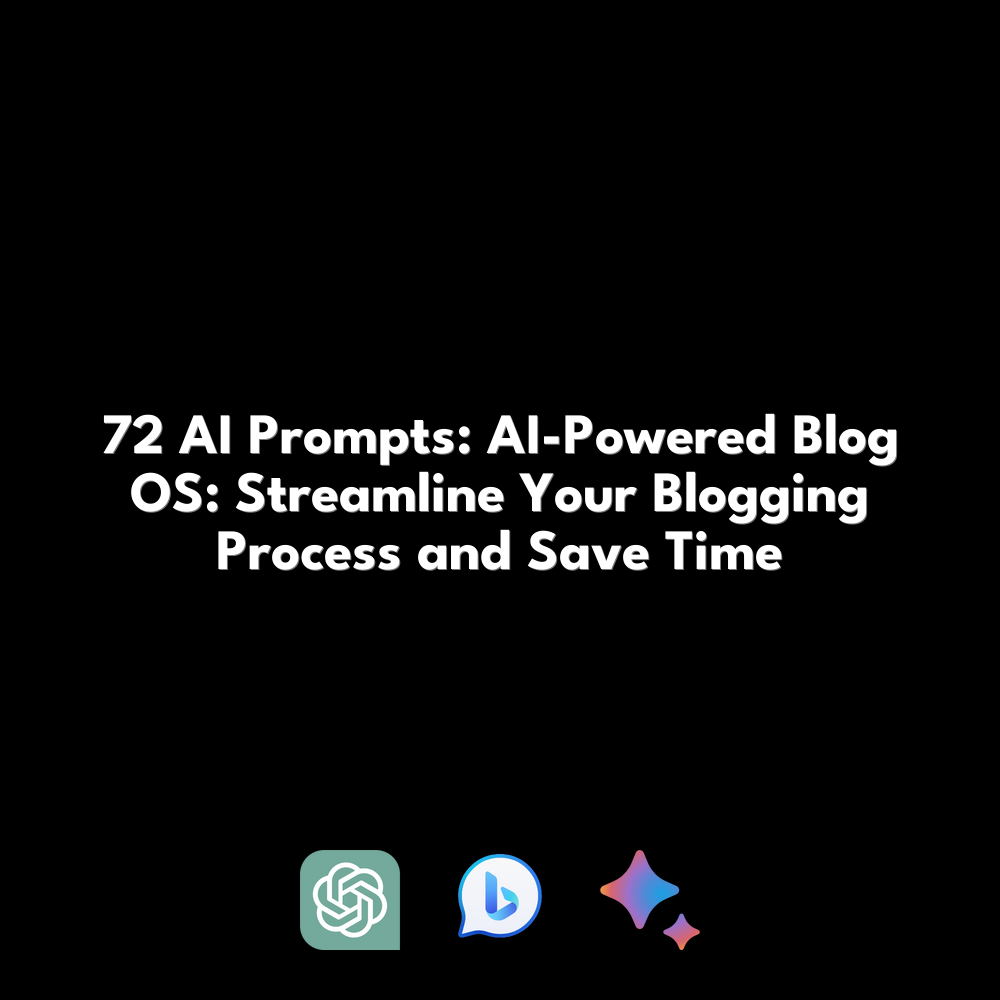 72 AI Prompts: AI-Powered Blog
OS: Streamline Your Blogging
Process and Save Time